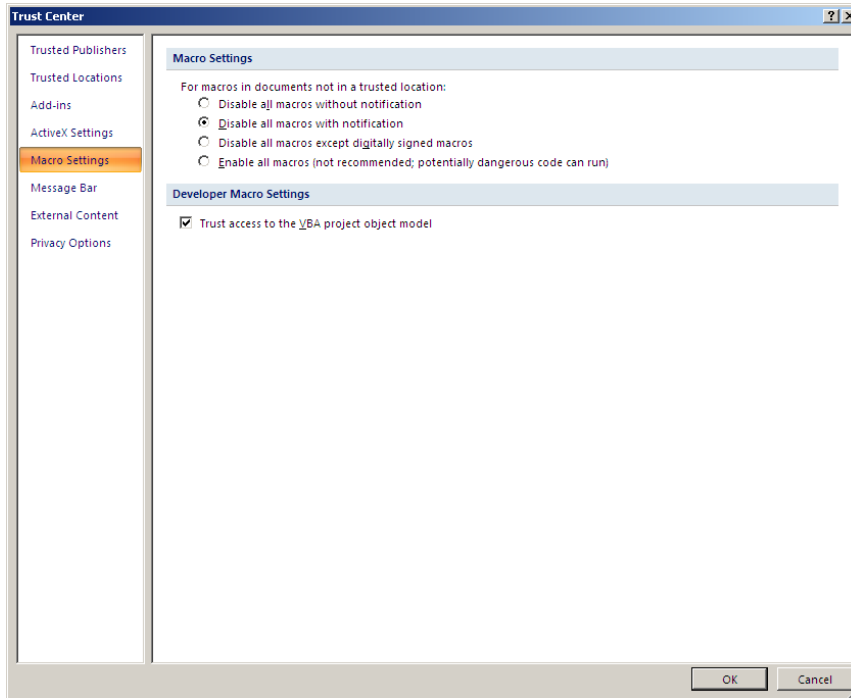 Trust Center
Trusted Publishers
Trusted Locations
Add-ins
ActiveX Settings
Macro Settings
Message Bar
External Content
Privacy Options
Macro Settings
For macros in documents not in a trusted location:
Disable all macros without notification
Disable all macros with notification
Disable all macros except digitally signed macros
Enable all macros (not recommended; potentially dangerous code can run)
Developer Macro Settings
Trust access to the VBA project object model
OK
Cancel